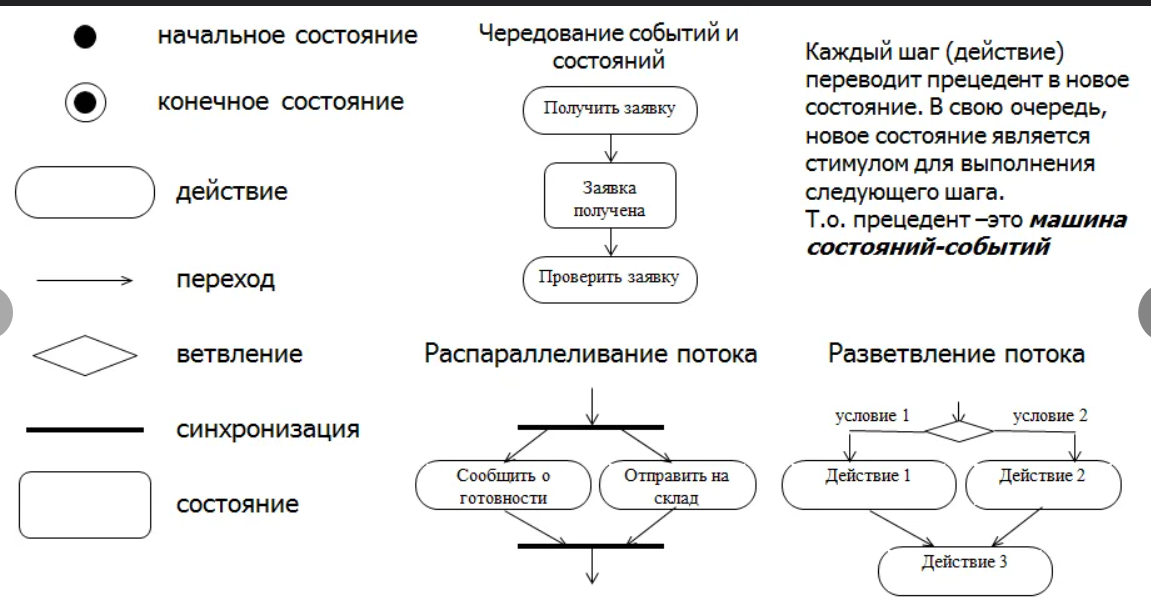 начальное состояние
конечное состояние
действие
переход
ветвление
синхронизация
состояние
Чередование событий и
состояний
Получить заявку
Заявка
получена
Проверить заявку
Каждый шаг (действие)
переводит прецедент в новое
состояние. В свою очередь,
новое состояние является
стимулом для выполнения
следующего шага.
Т.о. прецедент –это машина
состояний-событий
Распараллеливание потока
Сообщить о
готовности
Отправить на
склад
Разветвление потока
условие 1
условие 2
Действие 1
Действие 2
Действие 3